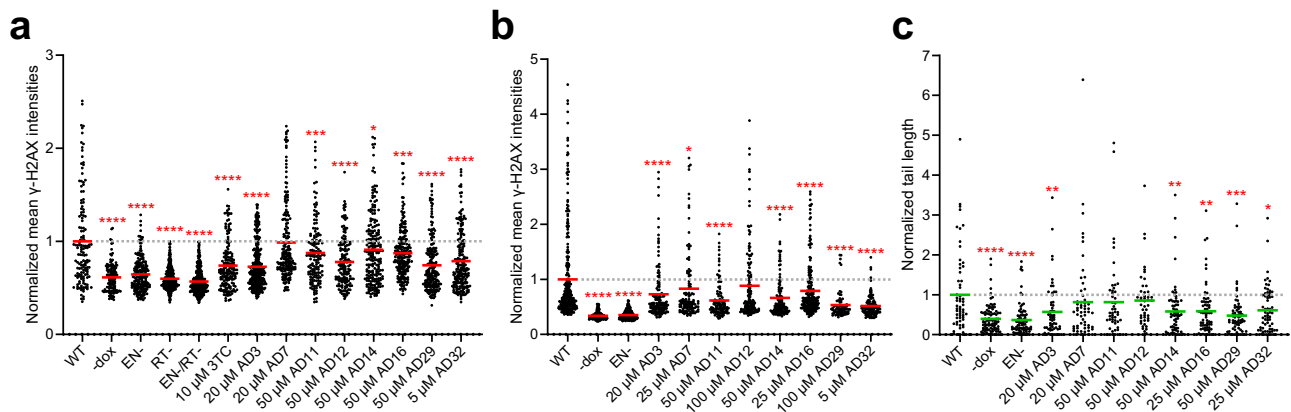 a
Normalized mean γ-H2AX intensities
3
2
1
0
****
****
****
****
****
****
***
****
*
***
****
****
WT
-dox
EN-
RT-
EN-/RT-
10 µM 3TC
20 µM AD3
20 µM AD7
50 µM AD11
50 µM AD12
50 µM AD14
50 µM AD16
50 µM AD29
5 µM AD32
b
Normalized mean γ-H2AX intensities
5
4
3
2
1
0
****
****
****
*
****
****
****
****
****
WT
-dox
EN-
20 µM AD3
25 µM AD7
50 µM AD11
100 µM AD12
50 µM AD14
25 µM AD16
100 µM AD29
5 µM AD32
c
Normalized tail length
7
6
5
4
3
2
1
0
****
****
**
**
**
***
*
WT
-dox
EN-
20 µM AD3
20 µM AD7
50 µM AD11
50 µM AD12
50 µM AD14
25 µM AD16
50 µM AD29
25 µM AD32